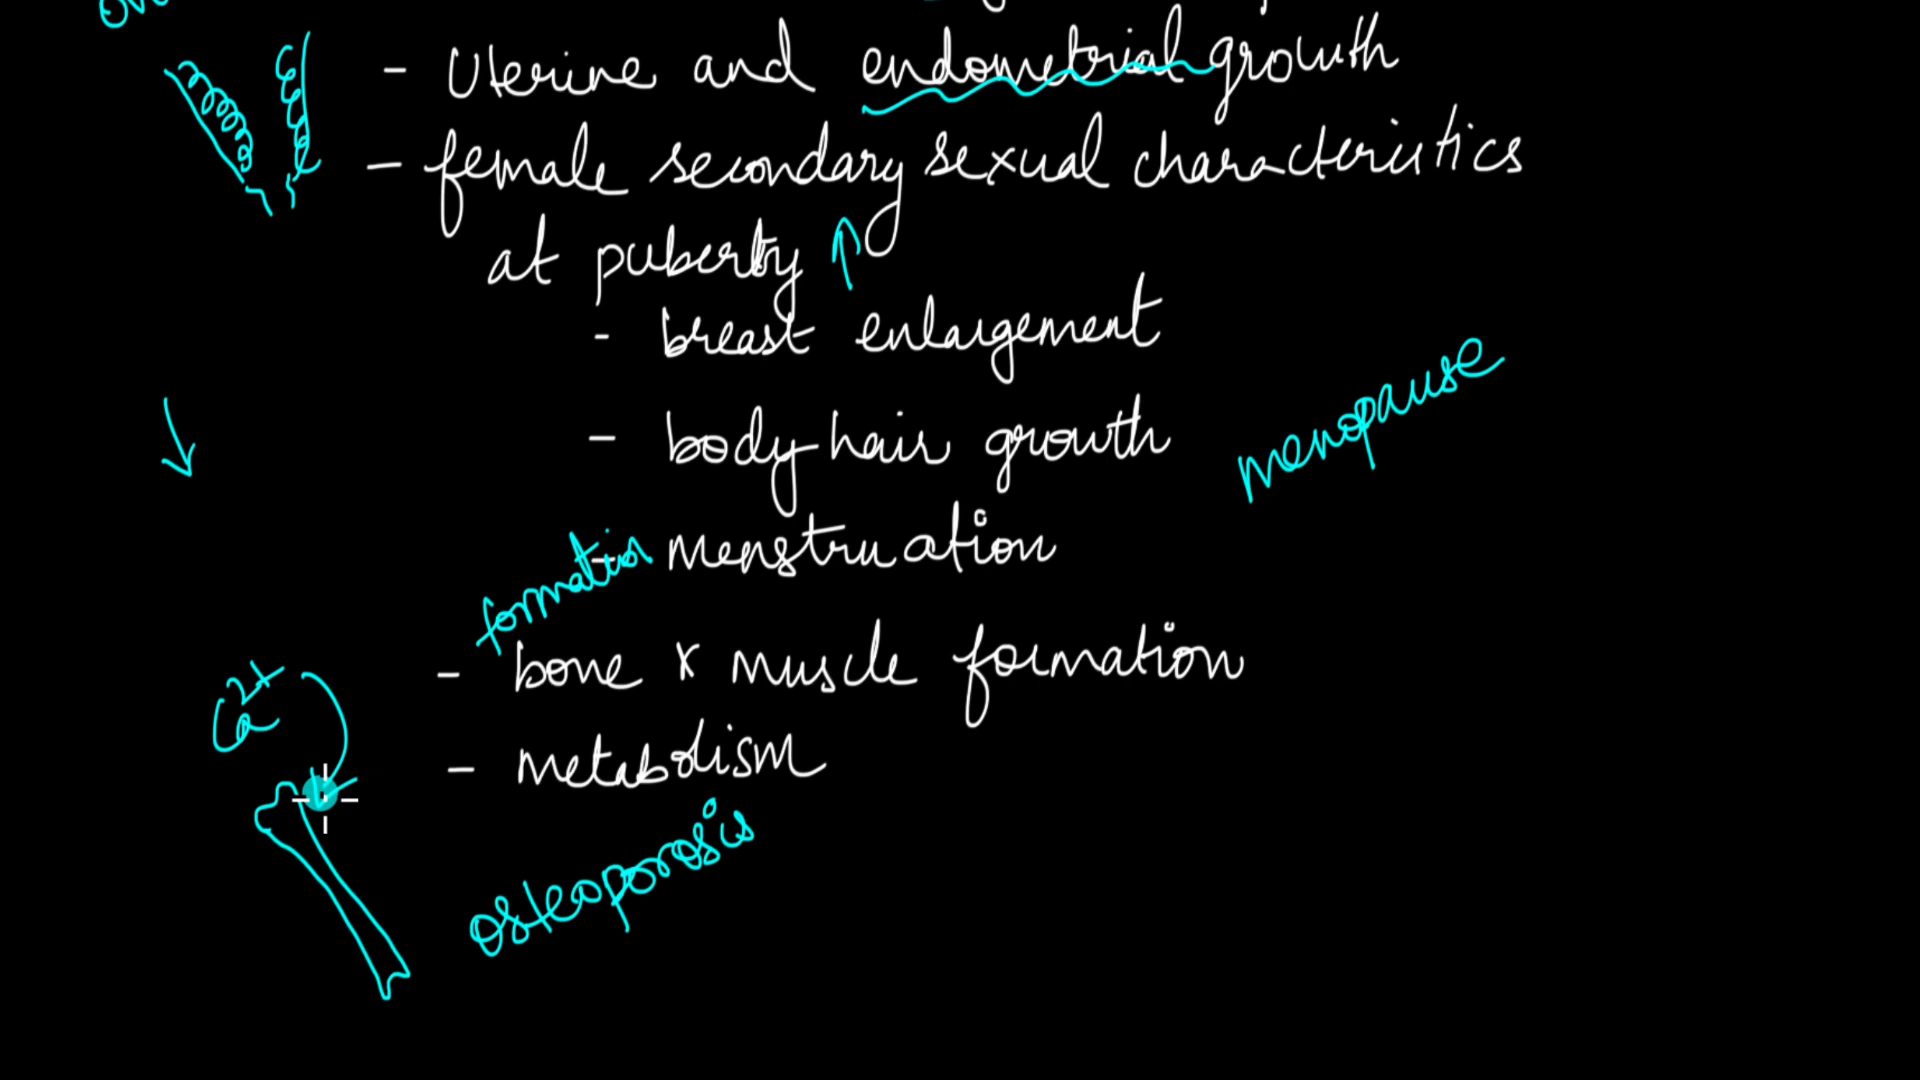 - Uterine and endometrial growth
- female secondary sexual characteristics
at puberty ↑
- breast enlargement
- body hair growth
menopause
- Menstruation
formation
- bone & muscle formation
Ca2+
- Metabolism
osteoporosis